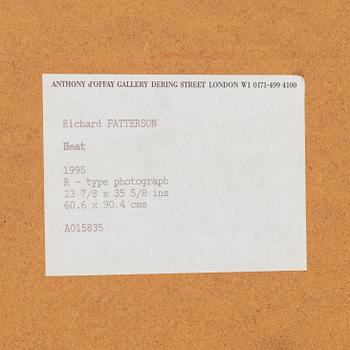 ANTHONY d'OFFAY GALLERY DERING STREET LONDON W1 0171-499 4100
Richard PATTERSON
Heat
1995
R - type photograph
23 7/8 x 35 5/8 ins
60.6 x 90.4 cms
A015835